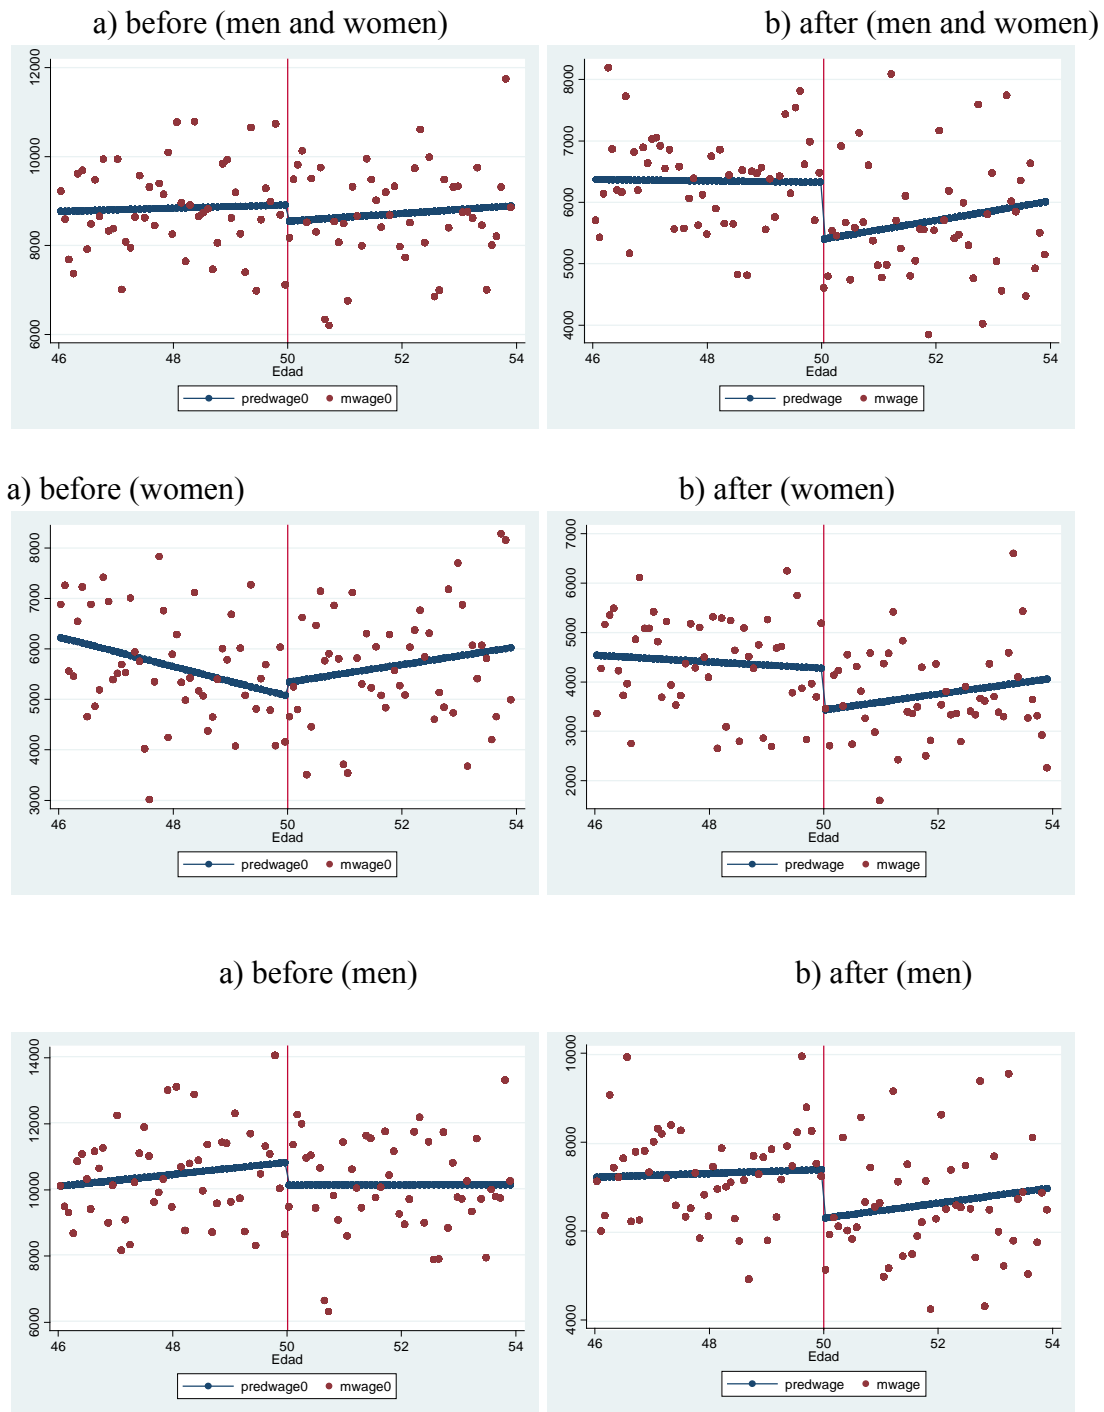 a) before (men and women)
b) after (men and women)
12000
10000
8000
6000
46 48 50 52 54
Edad
predwage0 mwage0
8000
7000
6000
5000
4000
46 48 50 52 54
Edad
predwage mwage
a) before (women)
b) after (women)
8000
7000
6000
5000
4000
3000
46 48 50 52 54
Edad
predwage0 mwage0
7000
6000
5000
4000
3000
2000
46 48 50 52 54
Edad
predwage mwage
a) before (men)
b) after (men)
14000
12000
10000
8000
6000
46 48 50 52 54
Edad
predwage0 mwage0
10000
8000
6000
4000
46 48 50 52 54
Edad
predwage mwage